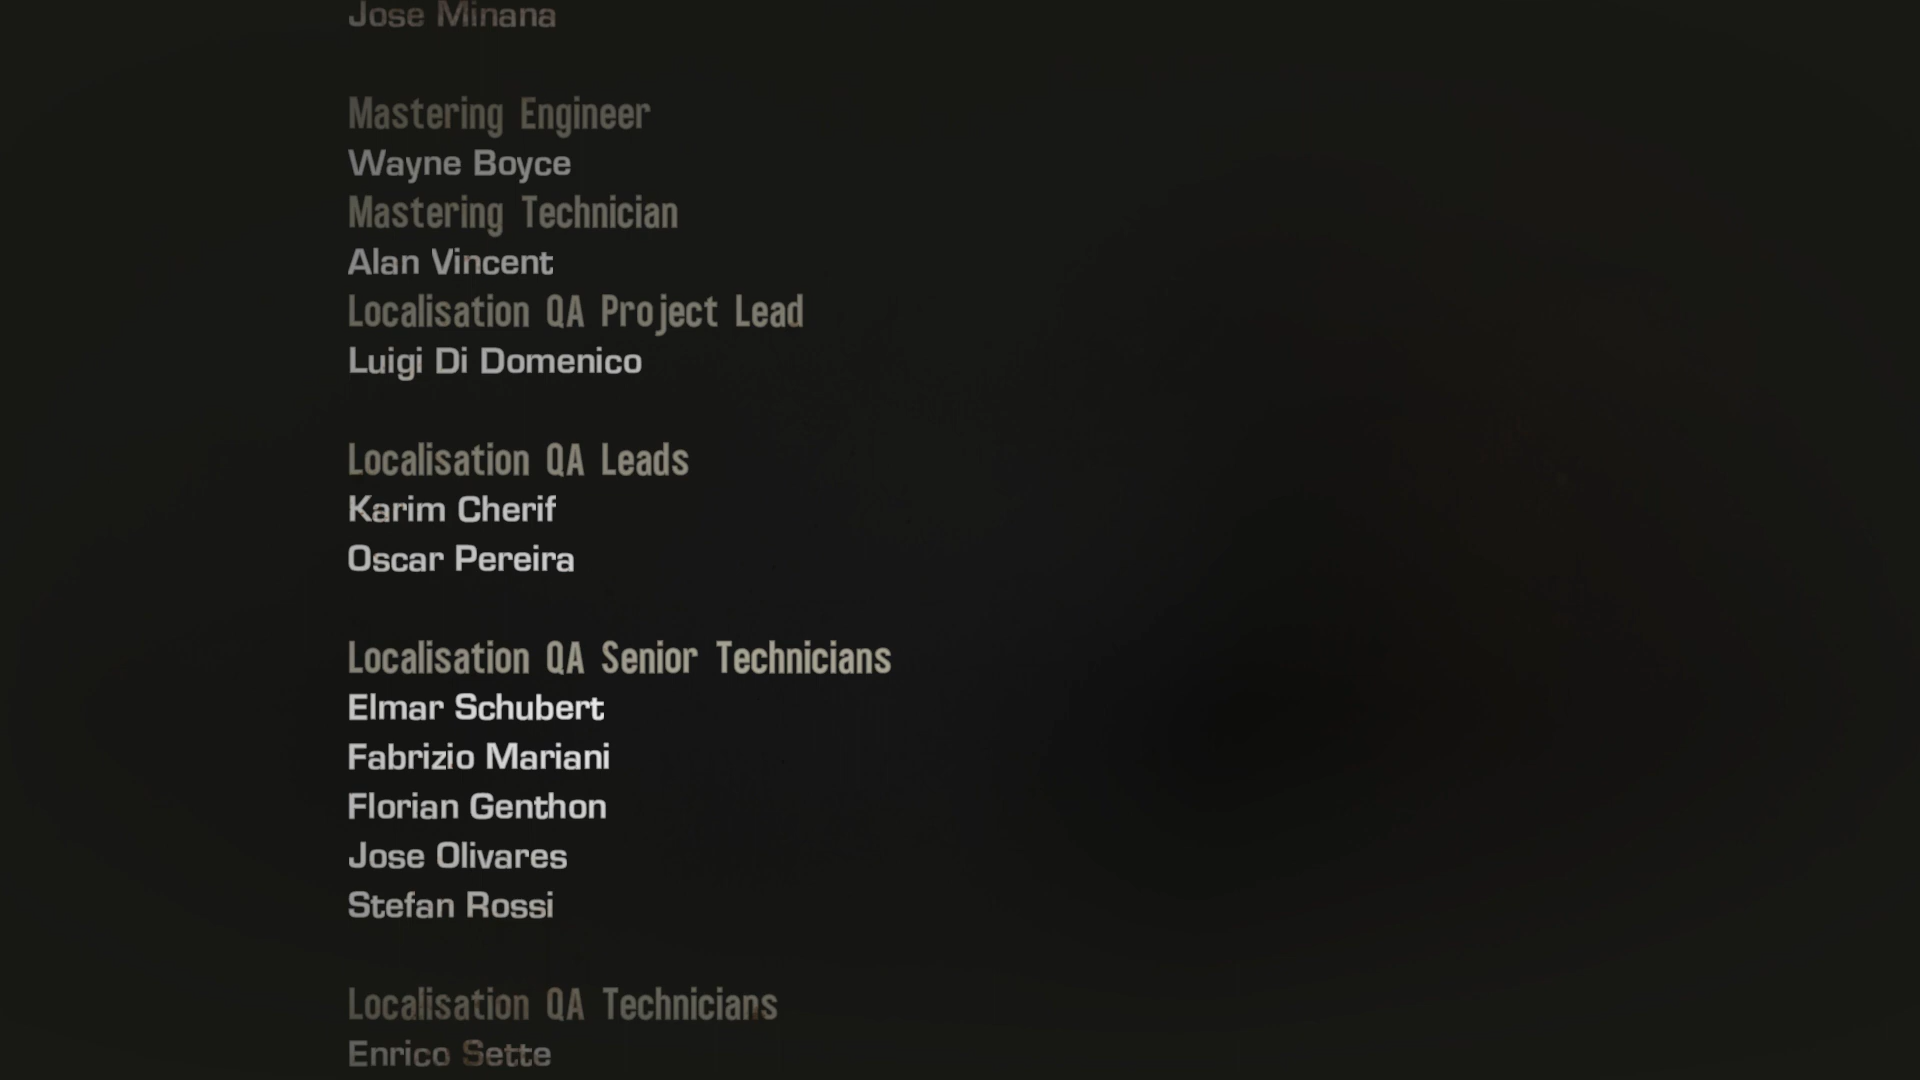 Jose Minana
Mastering Engineer
Wayne Boyce
Mastering Technician
Alan Vincent
Localisation QA Project Lead
Luigi Di Domenico
Localisation QA Leads
Karim Cherif
Oscar Pereira
Localisation QA Senior Technicians
Elmar Schubert
Fabrizio Mariani
Florian Genthon
Jose Olivares
Stefan Rossi
Localisation QA Technicians
Enrico Sette